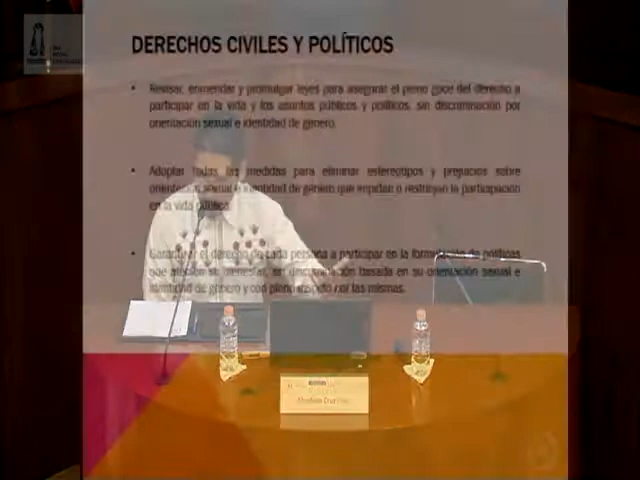 DERECHOS CIVILES Y POLÍTICOS
• Revisar, enmendar y promulgar leyes para asegurar el pleno goce del derecho a
participar en la vida y los asuntos públicos y políticos, sin discriminación por
orientación sexual e identidad de género.
• Adoptar todas las medidas para eliminar estereotipos y prejuicios sobre
orientación sexual e identidad de género que impidan o restrinjan la participación
en la vida pública.
• Garantizar el derecho de cada persona a participar en la formulación de políticas
que afecten su bienestar, sin discriminación basada en su orientación sexual e
identidad de género y con pleno respeto por las mismas.